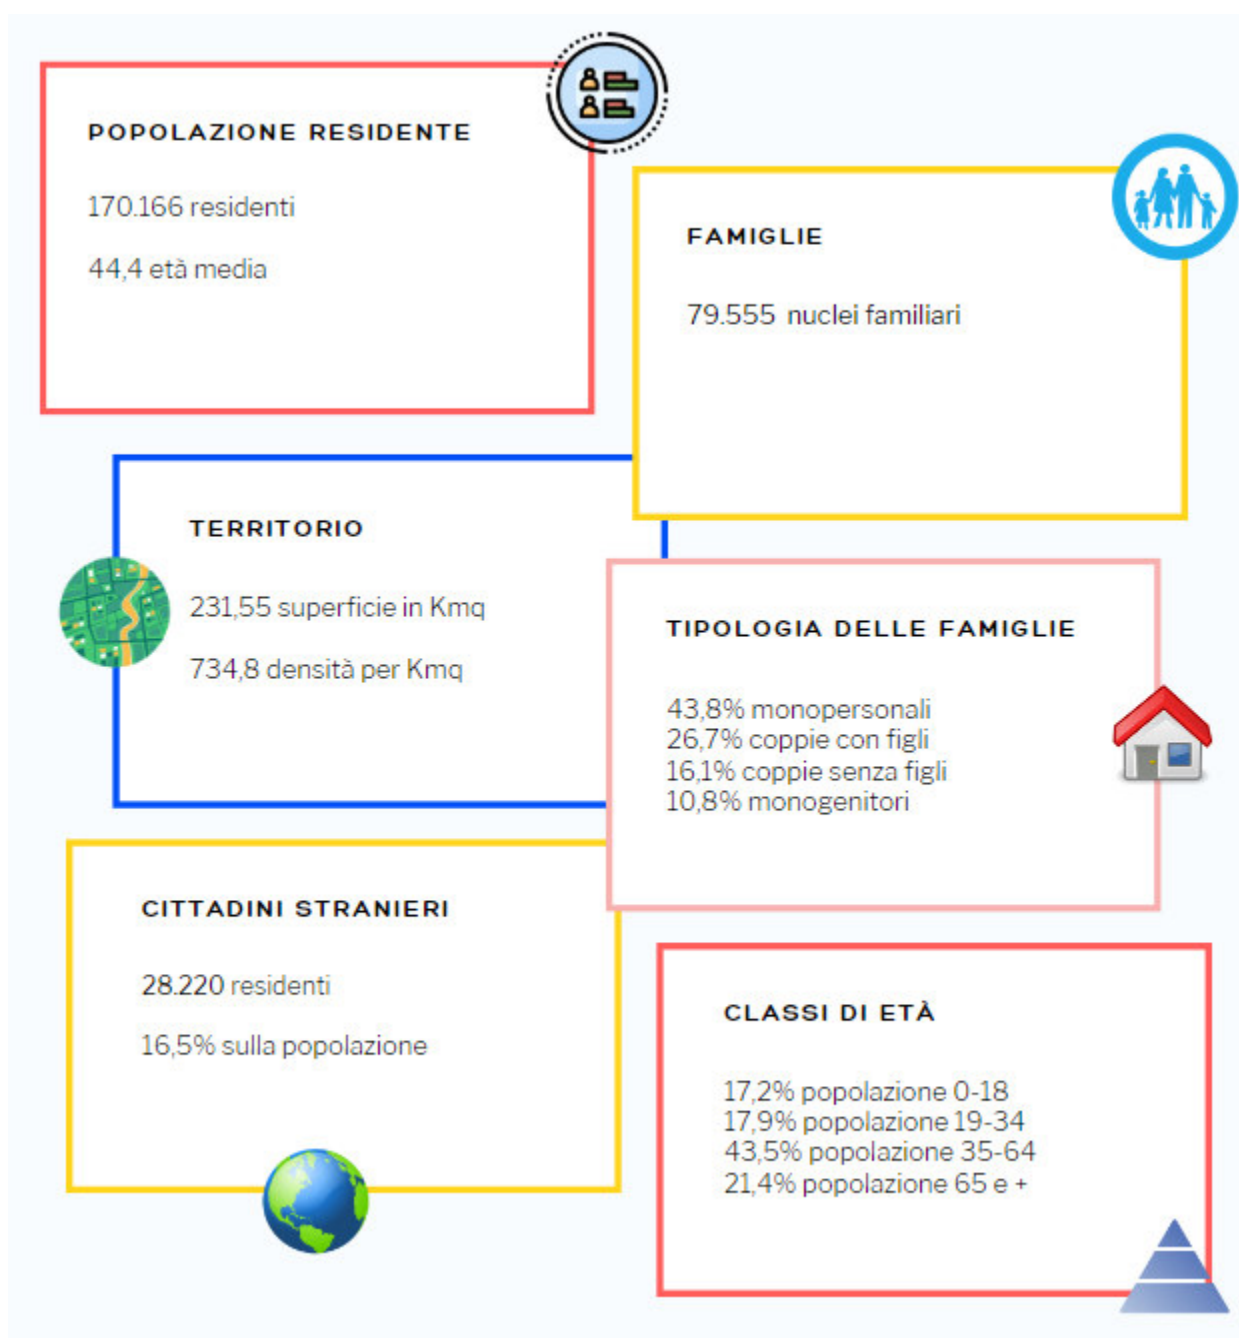 POPOLAZIONE RESIDENTE
170.166 residenti
44,4 età media
FAMIGLIE
79.555 nuclei familiari
TERRITORIO
231,55 superficie in Kmq
734,8 densità per Kmq
TIPOLOGIA DELLE FAMIGLIE
43,8% monopersonali
26,7% coppie con figli
16,1% coppie senza figli
10,8% monogenitori
CITTADINI STRANIERI
28.220 residenti
16,5% sulla popolazione
CLASSI DI ETÀ
17,2% popolazione 0-18
17,9% popolazione 19-34
43,5% popolazione 35-64
21,4% popolazione 65 e +